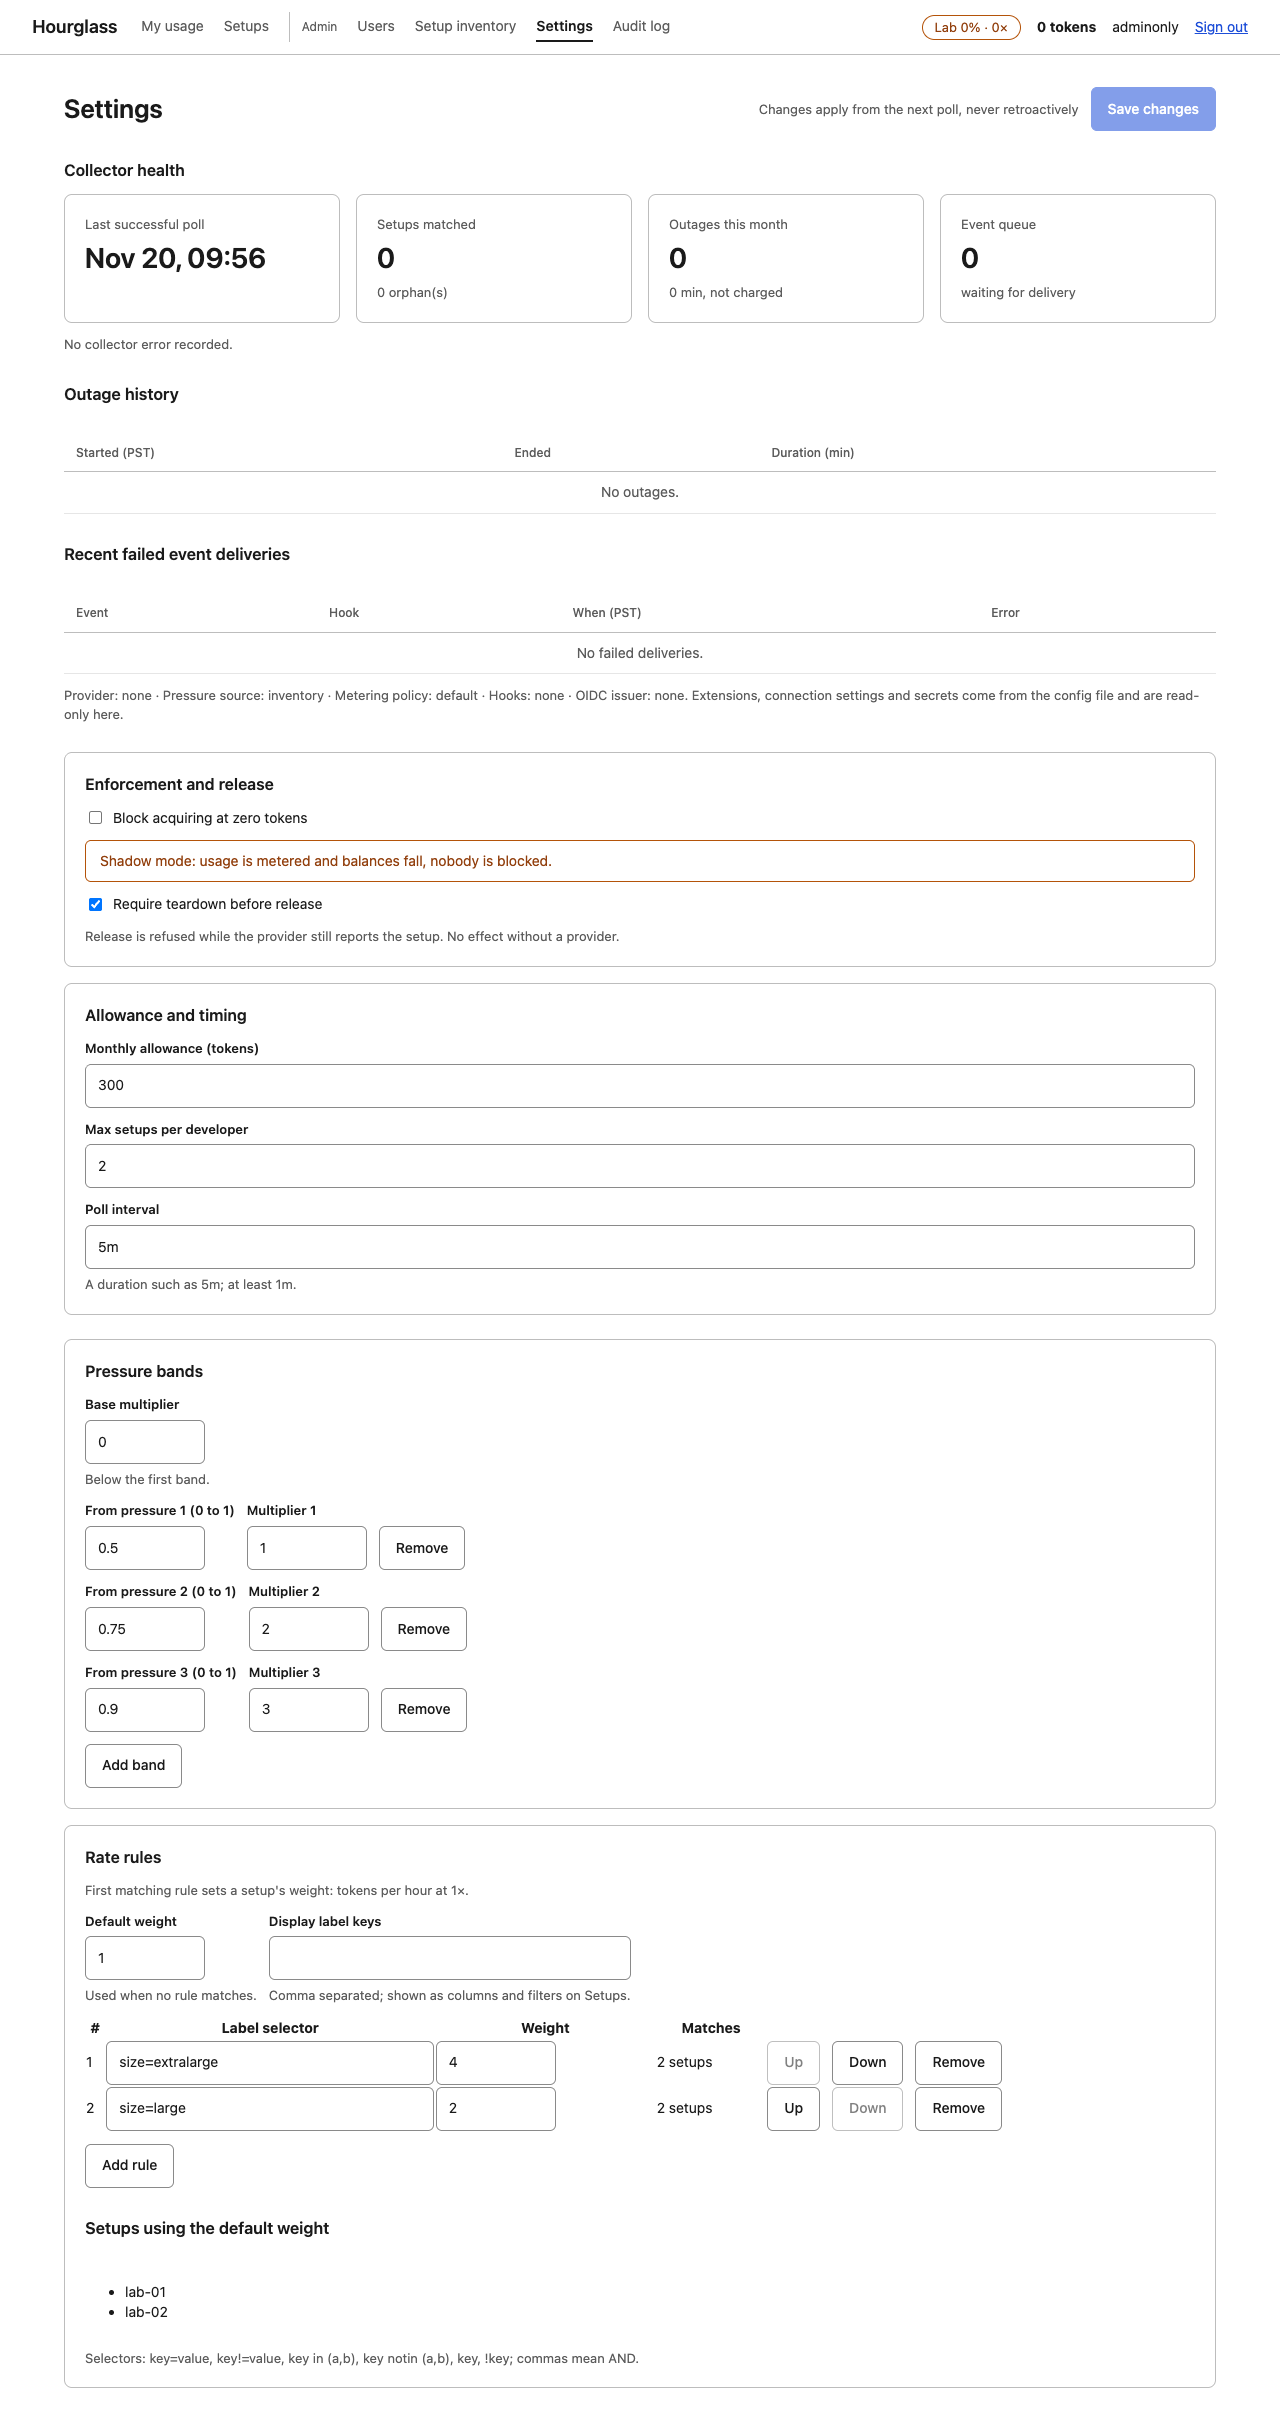 Hourglass My usage Setups Admin Users Setup inventory Settings Audit log Lab 0% · 0× 0 tokens adminonly Sign out
Settings Changes apply from the next poll, never retroactively Save changes
Collector health
Last successful poll
Nov 20, 09:56
Setups matched
0
0 orphan(s)
Outages this month
0
0 min, not charged
Event queue
0
waiting for delivery
No collector error recorded.
Outage history
Started (PST) Ended Duration (min)
No outages.
Recent failed event deliveries
Event Hook When (PST) Error
No failed deliveries.
Provider: none · Pressure source: inventory · Metering policy: default · Hooks: none · OIDC issuer: none. Extensions, connection settings and secrets come from the config file and are read-
only here.
Enforcement and release
Block acquiring at zero tokens
Shadow mode: usage is metered and balances fall, nobody is blocked.
Require teardown before release
Release is refused while the provider still reports the setup. No effect without a provider.
Allowance and timing
Monthly allowance (tokens)
300
Max setups per developer
2
Poll interval
5m
A duration such as 5m; at least 1m.
Pressure bands
Base multiplier
0
Below the first band.
From pressure 1 (0 to 1) Multiplier 1
0.5 1 Remove
From pressure 2 (0 to 1) Multiplier 2
0.75 2 Remove
From pressure 3 (0 to 1) Multiplier 3
0.9 3 Remove
Add band
Rate rules
First matching rule sets a setup's weight: tokens per hour at 1×.
Default weight Display label keys
1
Used when no rule matches. Comma separated; shown as columns and filters on Setups.
# Label selector Weight Matches
1 size=extralarge 4 2 setups Up Down Remove
2 size=large 2 2 setups Up Down Remove
Add rule
Setups using the default weight
• lab-01
• lab-02
Selectors: key=value, key!=value, key in (a,b), key notin (a,b), key, !key; commas mean AND.